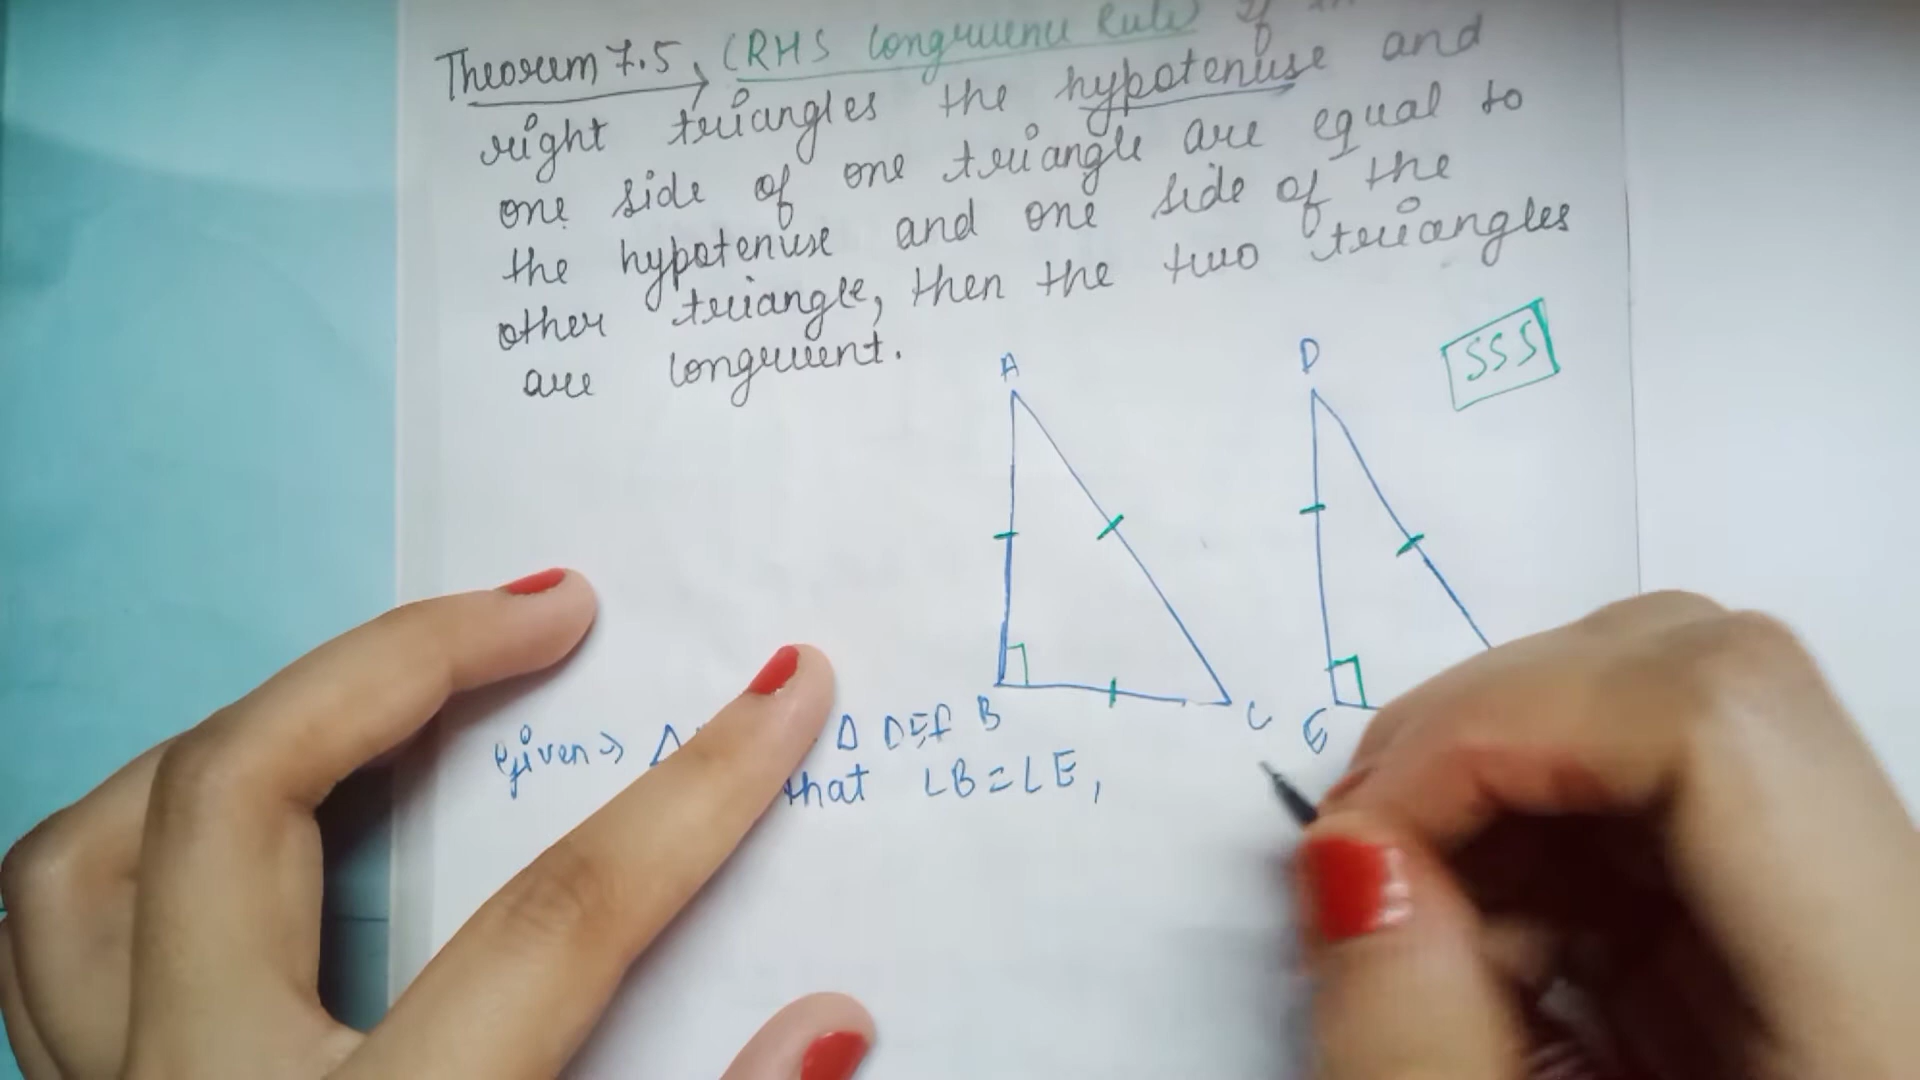 Theorem 7.5, (RHS Congruence Rule) If
right triangles the hypotenuse and
one side of one triangle are equal to
the hypotenuse and one side of the
other triangle, then the two triangles
are congruent.
SSS
A
D
B
C
E
Given ⇒ Δ Δ DEF
that ∠B=∠E,